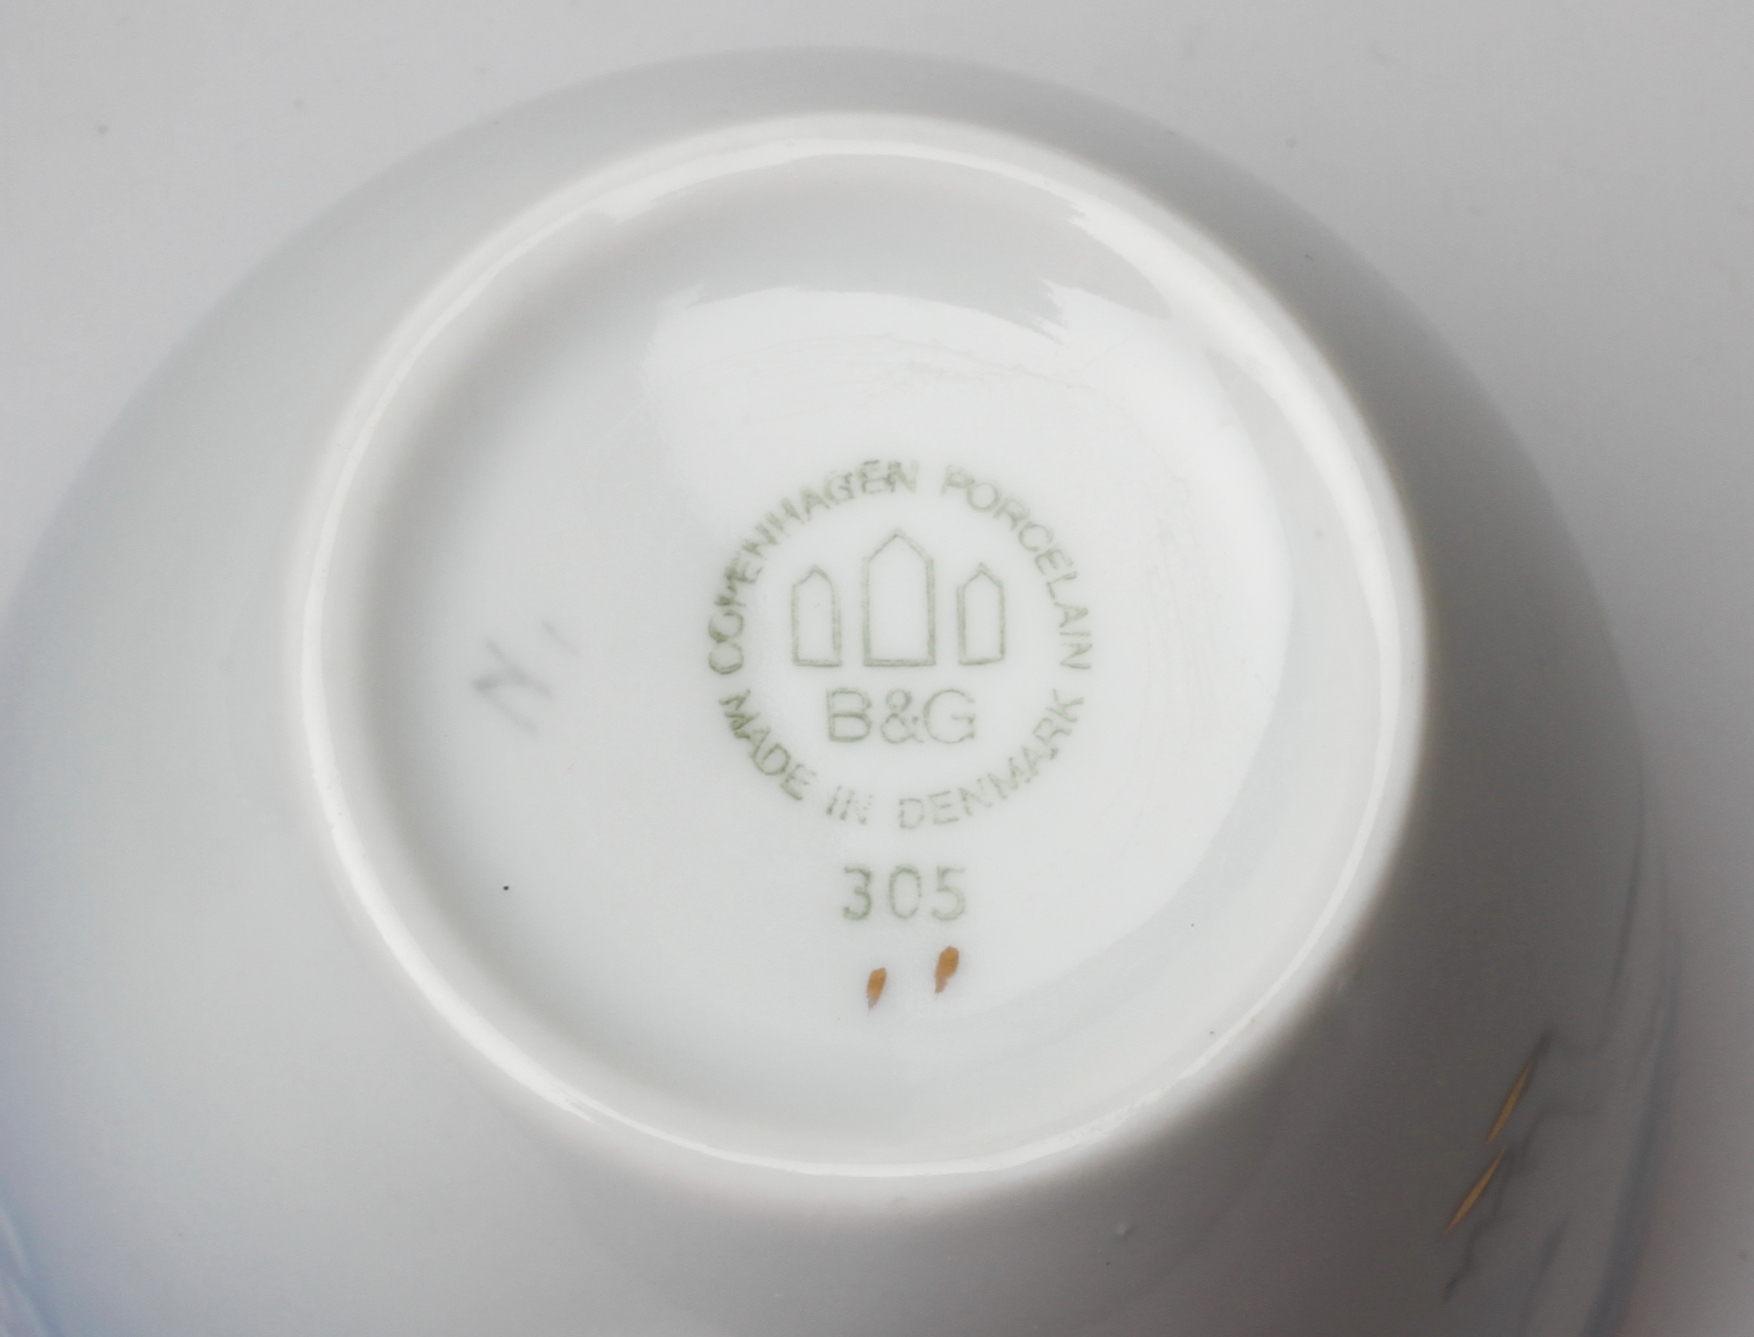 COPENHAGEN PORCELAIN
B&G
MADE IN DENMARK
305